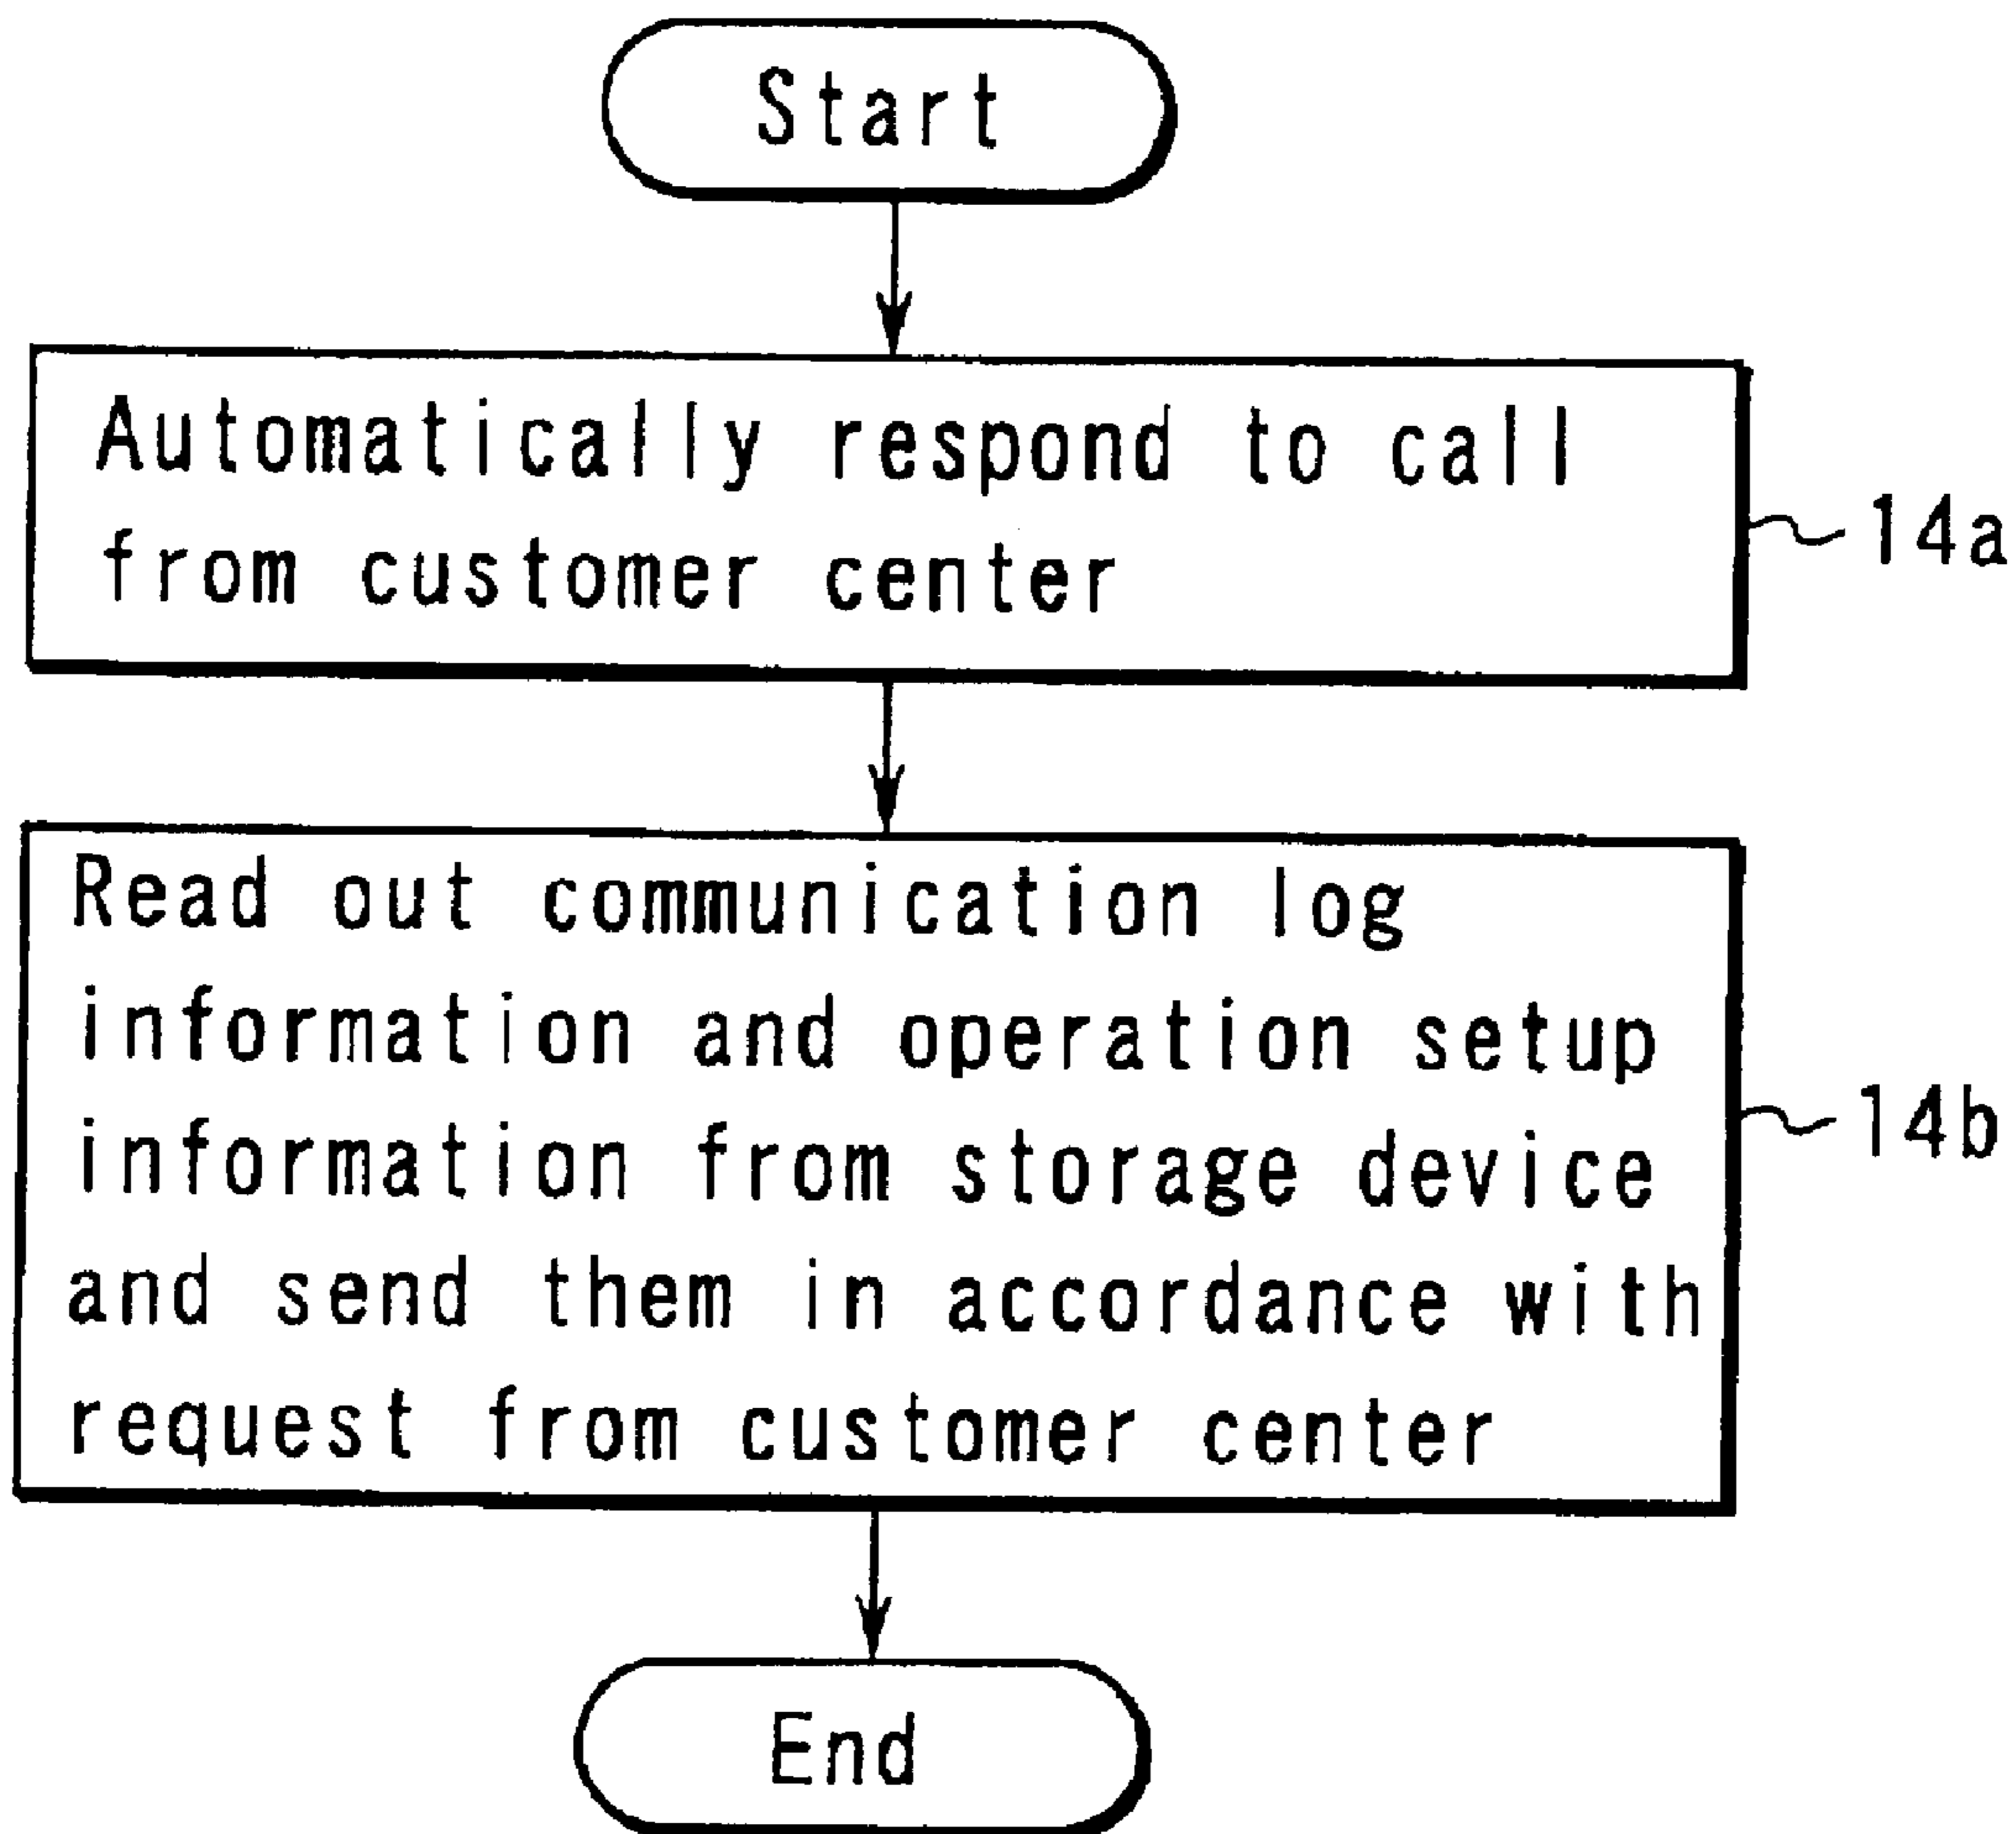 Start
Automatically respond to call
from customer center
14a
Read out communication log
information and operation setup
information from storage device
and send them in accordance with
request from customer center
14b
End